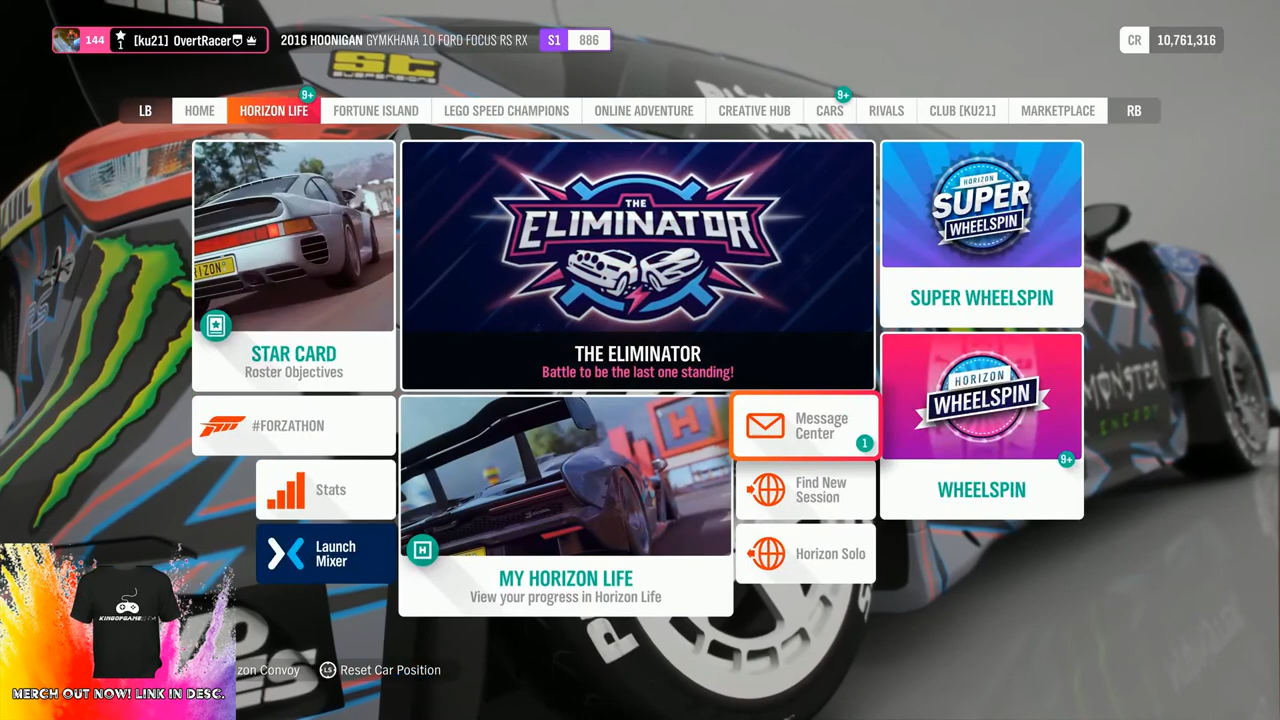 144
1
[ku21] OvertRacer
2016 HOONIGAN GYMKHANA 10 FORD FOCUS RS RX
S1 886
CR 10,761,316
st
SUSPENSIONS
LB
HOME
HORIZON LIFE
9+
FORTUNE ISLAND
LEGO SPEED CHAMPIONS
ONLINE ADVENTURE
CREATIVE HUB
CARS
9+
RIVALS
CLUB [KU21]
MARKETPLACE
RB
STAR CARD
Roster Objectives
THE
ELIMINATOR
THE ELIMINATOR
Battle to be the last one standing!
HORIZON
SUPER
WHEELSPIN
SUPER WHEELSPIN
#FORZATHON
Stats
Launch
Mixer
H
H
MY HORIZON LIFE
View your progress in Horizon Life
Message
Center
1
Find New
Session
Horizon Solo
HORIZON
WHEELSPIN
9+
WHEELSPIN
MONSTER
ENERGY
zon Convoy
LS
Reset Car Position
MERCH OUT NOW! LINK IN DESC.